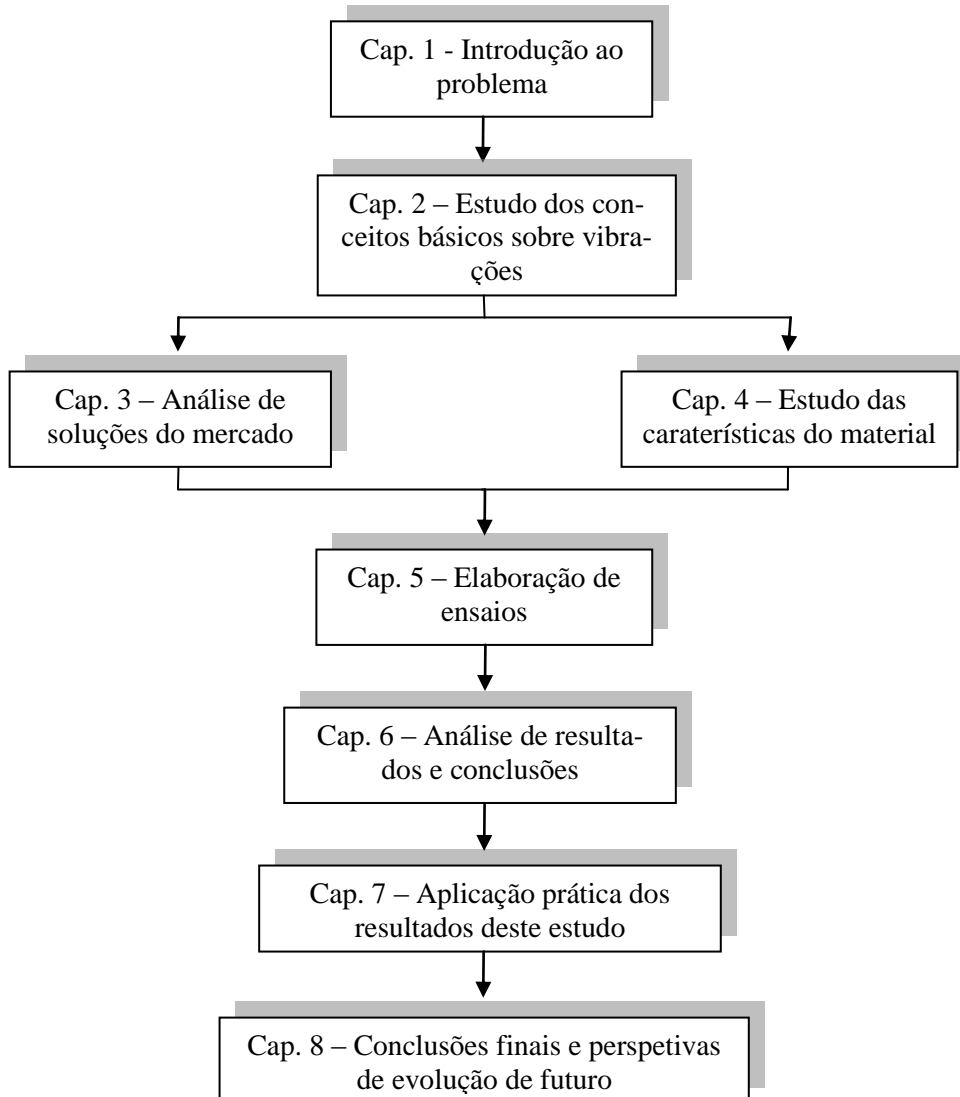 Cap. 1 - Introdução ao
problema
Cap. 2 – Estudo dos con-
ceitos básicos sobre vibra-
ções
Cap. 3 – Análise de
soluções do mercado
Cap. 4 – Estudo das
caraterísticas do material
Cap. 5 – Elaboração de
ensaios
Cap. 6 – Análise de resulta-
dos e conclusões
Cap. 7 – Aplicação prática dos
resultados deste estudo
Cap. 8 – Conclusões finais e perspetivas
de evolução de futuro